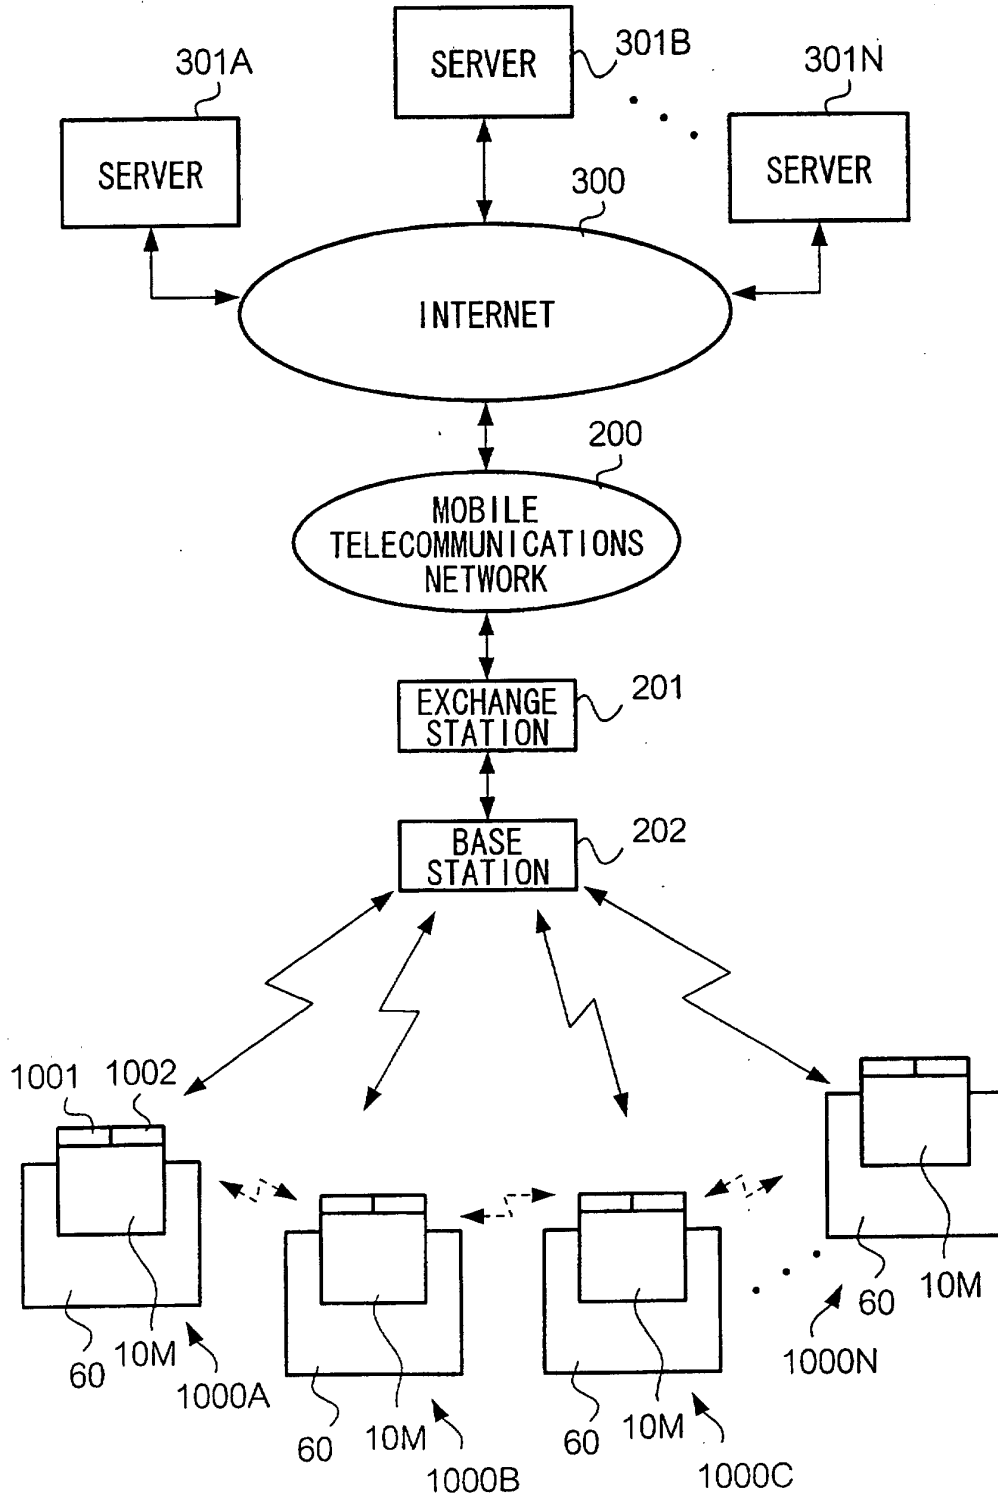 301A
SERVER
301B
SERVER
301N
SERVER
300
INTERNET
200
MOBILE
TELECOMMUNICATIONS
NETWORK
201
EXCHANGE
STATION
202
BASE
STATION
1001
1002
60
10M
1000A
60
10M
1000B
60
10M
1000C
60
10M
1000N